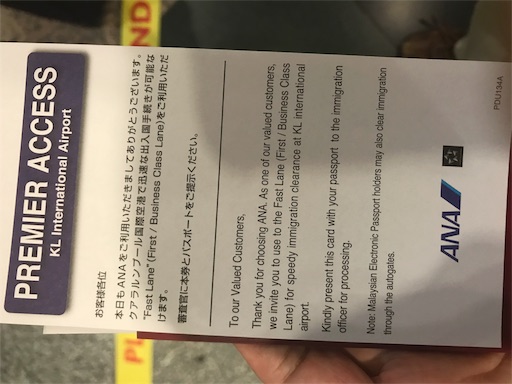 PREMIER ACCESS
KL International Airport
お客様各位
本日もANAをご利用いただきましてありがとうございます。
クアラルンプール国際空港で迅速な出入国手続きが可能な
"Fast Lane"(First / Business Class Lane)をご利用いただ
けます。
審査官に本券とパスポートをご提示ください。
To our Valued Customers,
Thank you for choosing ANA. As one of our valued customers,
we invite you to use to the Fast Lane (First / Business Class
Lane) for speedy immigration clearance at KL international
airport.
Kindly present this card with your passport to the immigration
officer for processing.
Note: Malaysian Electronic Passport holders may also clear immigration
through the autogates.
ANA
PDU134A